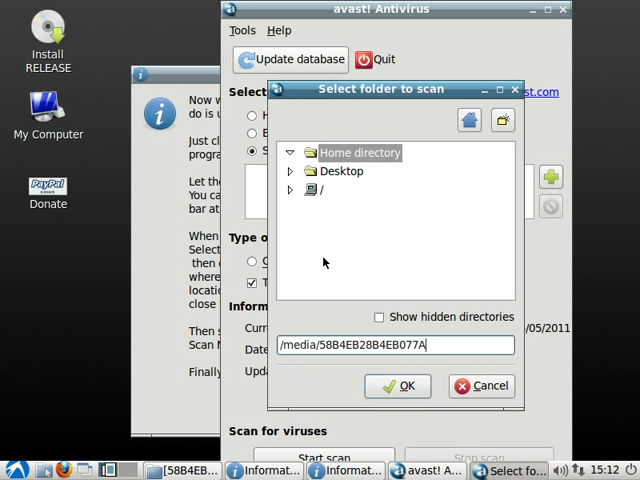 avast! Antivirus
Tools Help
Install
RELEASE
Update database Quit
Select folder to scan
Selec
st.com
Now w
do is u
H
E
S
My Computer
Just cl
progra
Home directory
Desktop
/
Let the
You ca
bar at
PayPal
DONATE
Donate
When
Select
then c
where
locatio
close t
Type o
C
T
Show hidden directories
Inform
Curr
/05/2011
/media/58B4EB28B4EB077A
Then s
Scan N
Date
Upda
Finally
OK Cancel
Scan for viruses
Start scan Stop scan
[58B4EB... Informat... Informat... avast! A... Select fo... 15:12